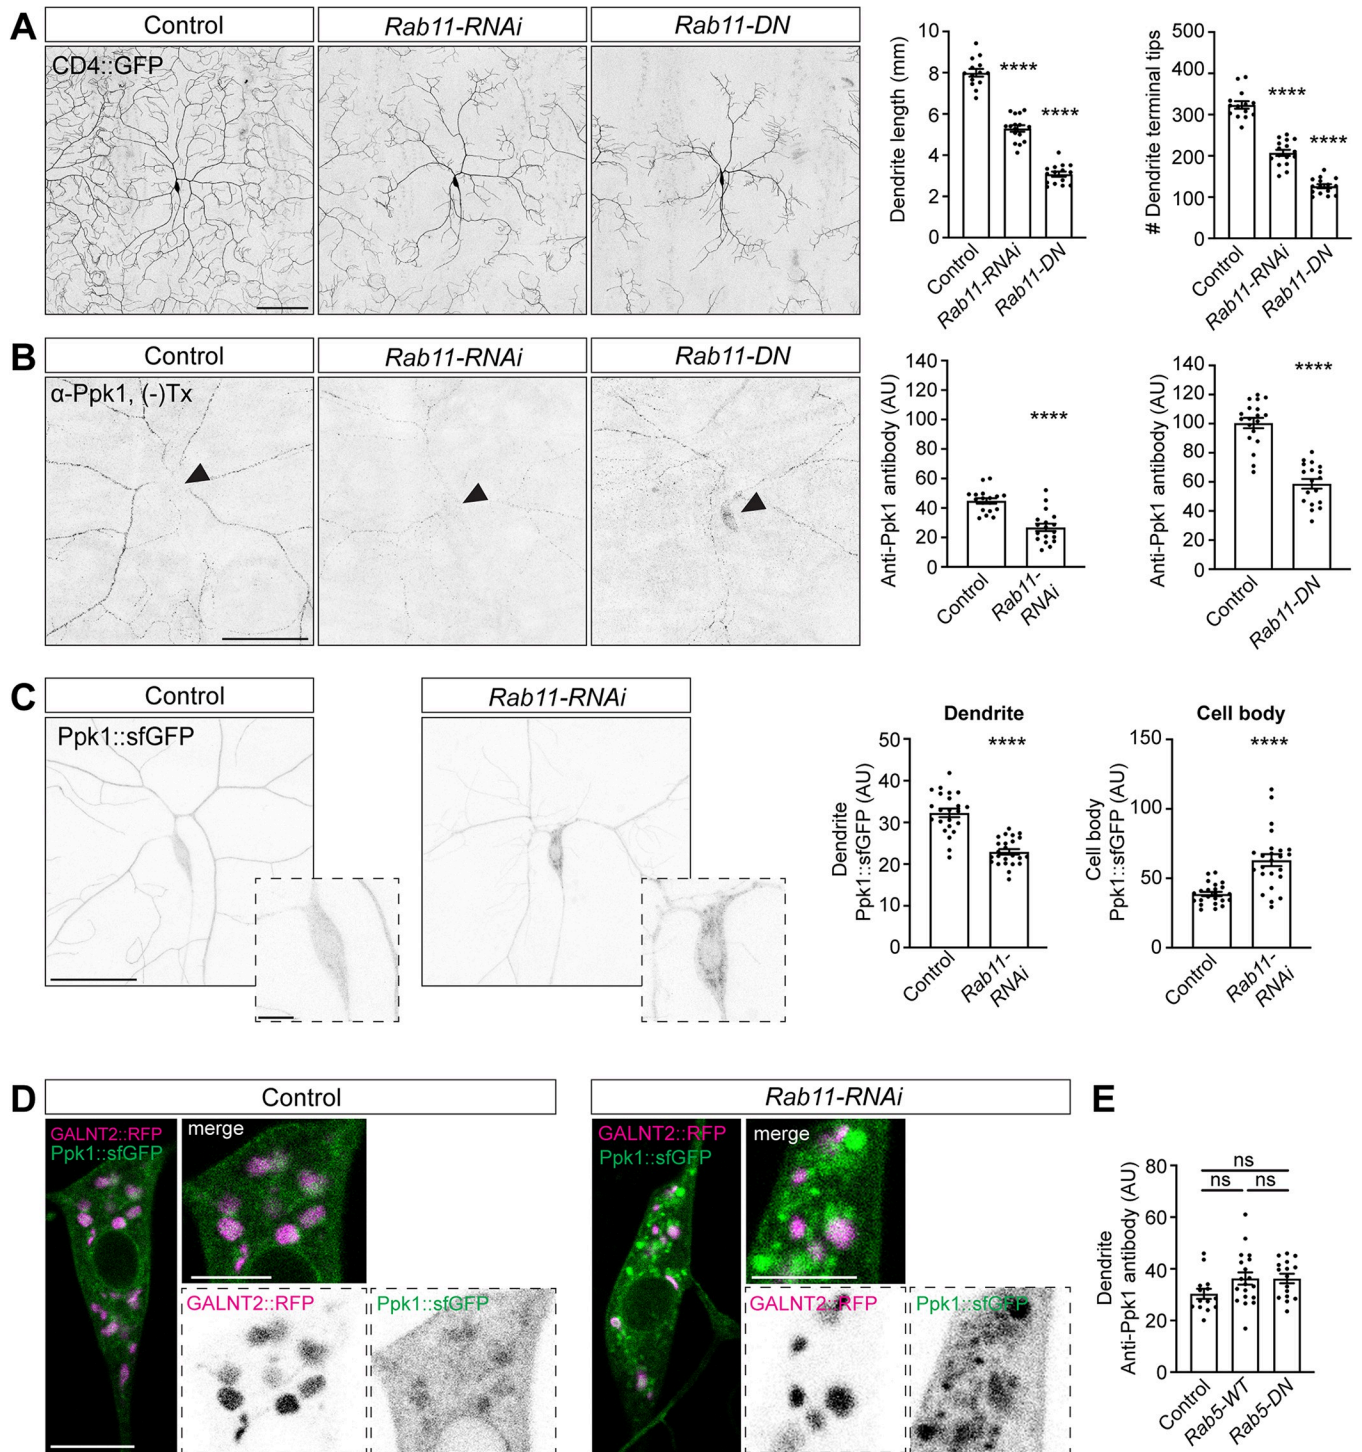 A
Control
Rab11-RNAi
Rab11-DN
CD4::GFP
Dendrite length (mm)
10
8
6
4
2
0
****
****
Control
Rab11-RNAi
Rab11-DN
# Dendrite terminal tips
500
400
300
200
100
0
****
****
Control
Rab11-RNAi
Rab11-DN
B
Control
Rab11-RNAi
Rab11-DN
α-Ppk1, (-)Tx
Anti-Ppk1 antibody (AU)
140
120
100
80
60
40
20
0
****
Control
Rab11-
RNAi
Anti-Ppk1 antibody (AU)
140
120
100
80
60
40
20
0
****
Control
Rab11-DN
C
Control
Rab11-RNAi
Ppk1::sfGFP
Dendrite
Dendrite
Ppk1::sfGFP (AU)
50
40
30
20
10
0
****
Control
Rab11-
RNAi
Cell body
Cell body
Ppk1::sfGFP (AU)
150
100
50
0
****
Control
Rab11-
RNAi
D
Control
GALNT2::RFP
Ppk1::sfGFP
merge
GALNT2::RFP
Ppk1::sfGFP
Rab11-RNAi
GALNT2::RFP
Ppk1::sfGFP
merge
GALNT2::RFP
Ppk1::sfGFP
E
Dendrite
Anti-Ppk1 antibody (AU)
80
60
40
20
0
ns
ns
ns
Control
Rab5-WT
Rab5-DN